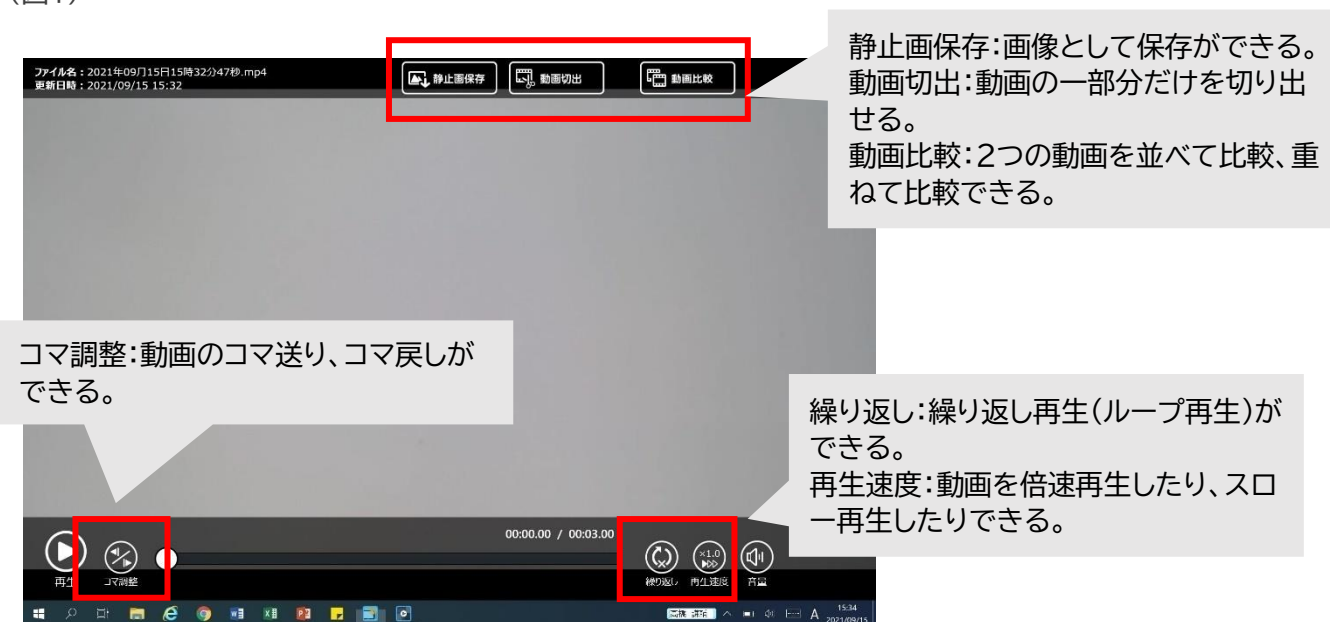 静止画保存：画像として保存ができる。
動画切出：動画の一部分だけを切り出
せる。
動画比較：２つの動画を並べて比較、重
ねて比較できる。
ファイル名：2021年09月15日15時32分47秒.mp4
更新日時：2021/09/15 15:32
静止画保存
動画切出
動画比較
コマ調整：動画のコマ送り、コマ戻しが
できる。
繰り返し：繰り返し再生（ループ再生）が
できる。
再生速度：動画を倍速再生したり、スロ
ー再生したりできる。
00:00.00 / 00:03.00
×1.0
再生
コマ調整
繰り返し
再生速度
音量
A
15:34
2021/09/15